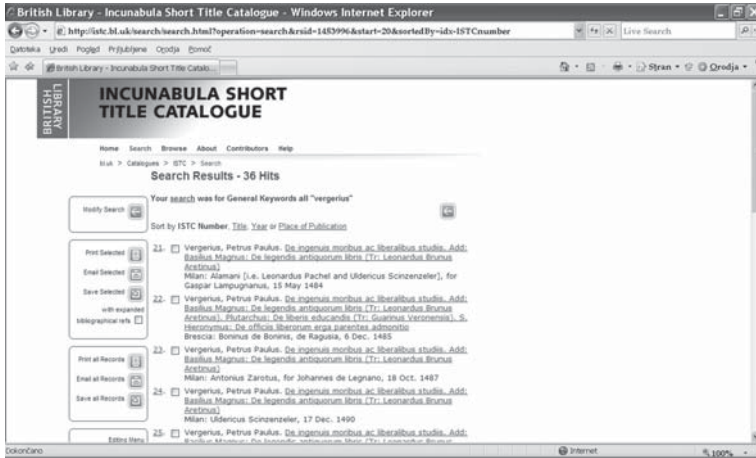 British Library - Incunabula Short Title Catalogue - Windows Internet Explorer
http://istc.bl.uk/search/search.html?operation=search&rsid=1453996&start=20&sortedBy=idx-ISTCnumber
Live Search
Datoteka Uredi Pogled Priljubljene Orodja Pomoč
British Library - Incunabula Short Title Catalo...
Stran Orodja
BRITISH LIBRARY
INCUNABULA SHORT
TITLE CATALOGUE
Home Search Browse About Contributors Help
bl.uk > Catalogues > ISTC > Search
Search Results - 36 Hits
Your search was for General Keywords all "vergerius"
Modify Search
Sort by ISTC Number, Title, Year or Place of Publication
Print Selected
Email Selected
Save Selected
with expanded
bibliographical refs
21. Vergerius, Petrus Paulus. De ingenuis moribus ac liberalibus studiis. Add:
Basilius Magnus: De legendis antiquorum libris (Tr: Leonardus Brunus
Aretinus)
Milan: Alamani [i.e. Leonardus Pachel and Uldericus Scinzenzeler], for
Gaspar Lampugnanus, 15 May 1484
22. Vergerius, Petrus Paulus. De ingenuis moribus ac liberalibus studiis. Add:
Basilius Magnus: De legendis antiquorum libris (Tr: Leonardus Brunus
Aretinus). Plutarchus: De liberis educandis (Tr: Guarinus Veronensis). S.
Hieronymus: De officiis liberorum erga parentes admonitio
Brescia: Boninus de Boninis, de Ragusia, 6 Dec. 1485
Print all Records
Email all Records
Save all Records
23. Vergerius, Petrus Paulus. De ingenuis moribus ac liberalibus studiis. Add:
Basilius Magnus: De legendis antiquorum libris (Tr: Leonardus Brunus
Aretinus)
Milan: Antonius Zarotus, for Johannes de Legnano, 18 Oct. 1487
24. Vergerius, Petrus Paulus. De ingenuis moribus ac liberalibus studiis. Add:
Basilius Magnus: De legendis antiquorum libris (Tr: Leonardus Brunus
Aretinus)
Milan: Uldericus Scinzenzeler, 17 Dec. 1490
Editing Menu
25. Vergerius, Petrus Paulus. De ingenuis moribus ac liberalibus studiis. Add:
Basilius Magnus: De legendis antiquorum libris (Tr: Leonardus Brunus
Dokončano
Internet
100%